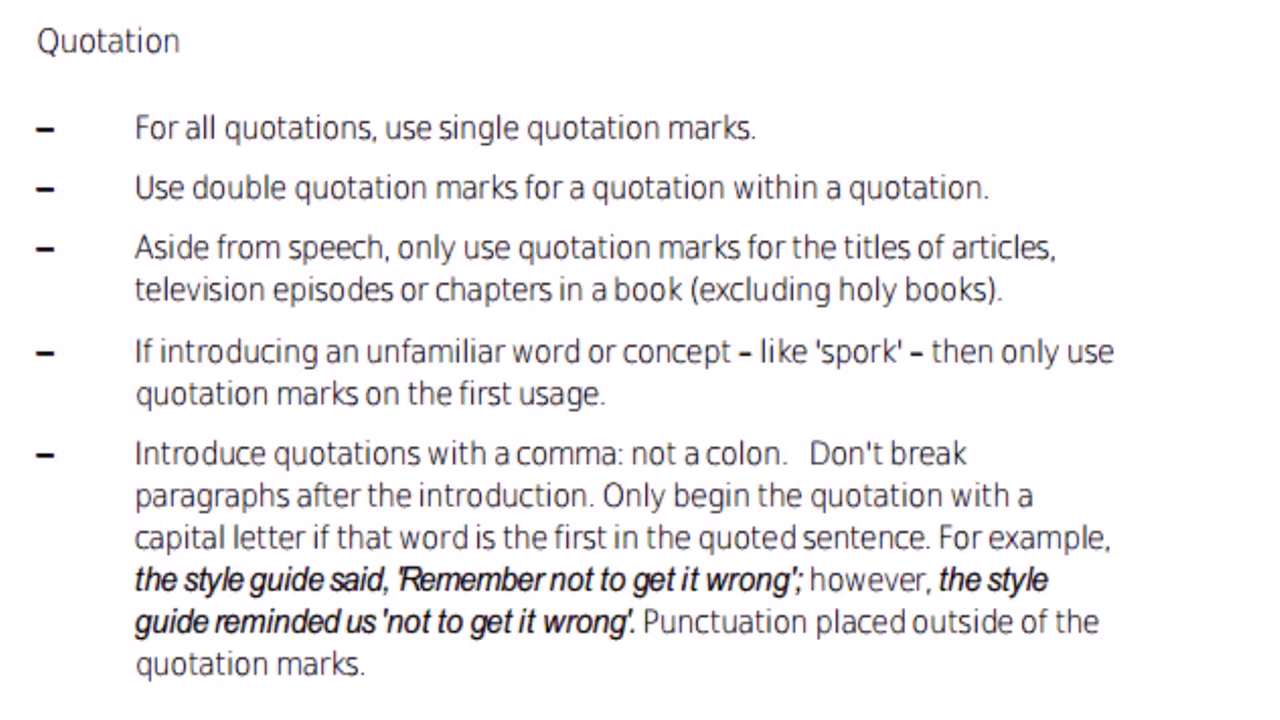 Quotation
– For all quotations, use single quotation marks.
– Use double quotation marks for a quotation within a quotation.
– Aside from speech, only use quotation marks for the titles of articles,
television episodes or chapters in a book (excluding holy books).
– If introducing an unfamiliar word or concept – like 'spork' – then only use
quotation marks on the first usage.
– Introduce quotations with a comma: not a colon.   Don't break
paragraphs after the introduction. Only begin the quotation with a
capital letter if that word is the first in the quoted sentence. For example,
the style guide said, 'Remember not to get it wrong'; however, the style
guide reminded us 'not to get it wrong'. Punctuation placed outside of the
quotation marks.